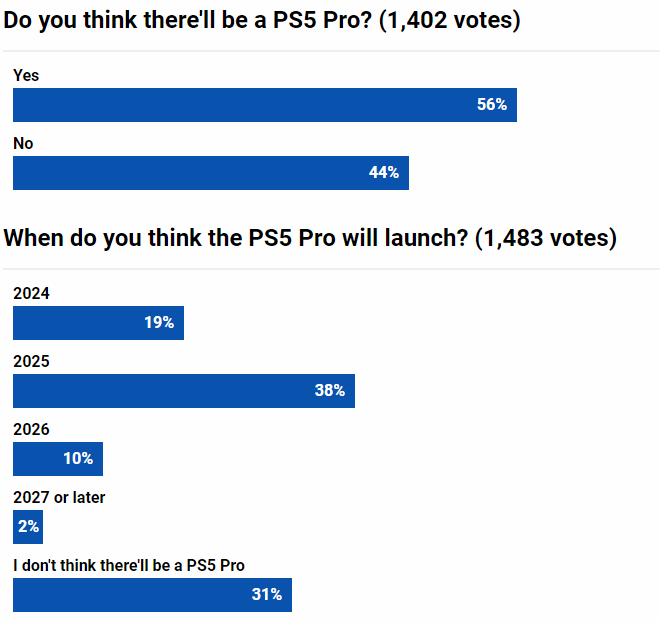 Do you think there'll be a PS5 Pro? (1,402 votes)
Yes
56%
No
44%
When do you think the PS5 Pro will launch? (1,483 votes)
2024
19%
2025
38%
2026
10%
2027 or later
2%
I don't think there'll be a PS5 Pro
31%